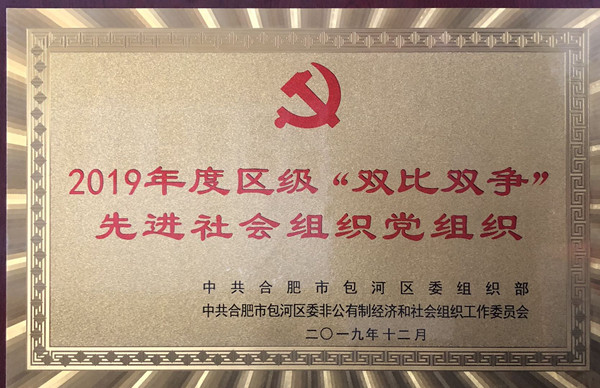 2019年度区级“双比双争”
先进社会组织党组织
中共合肥市包河区委组织部
中共合肥市包河区委非公有制经济和社会组织工作委员会
二〇一九年十二月